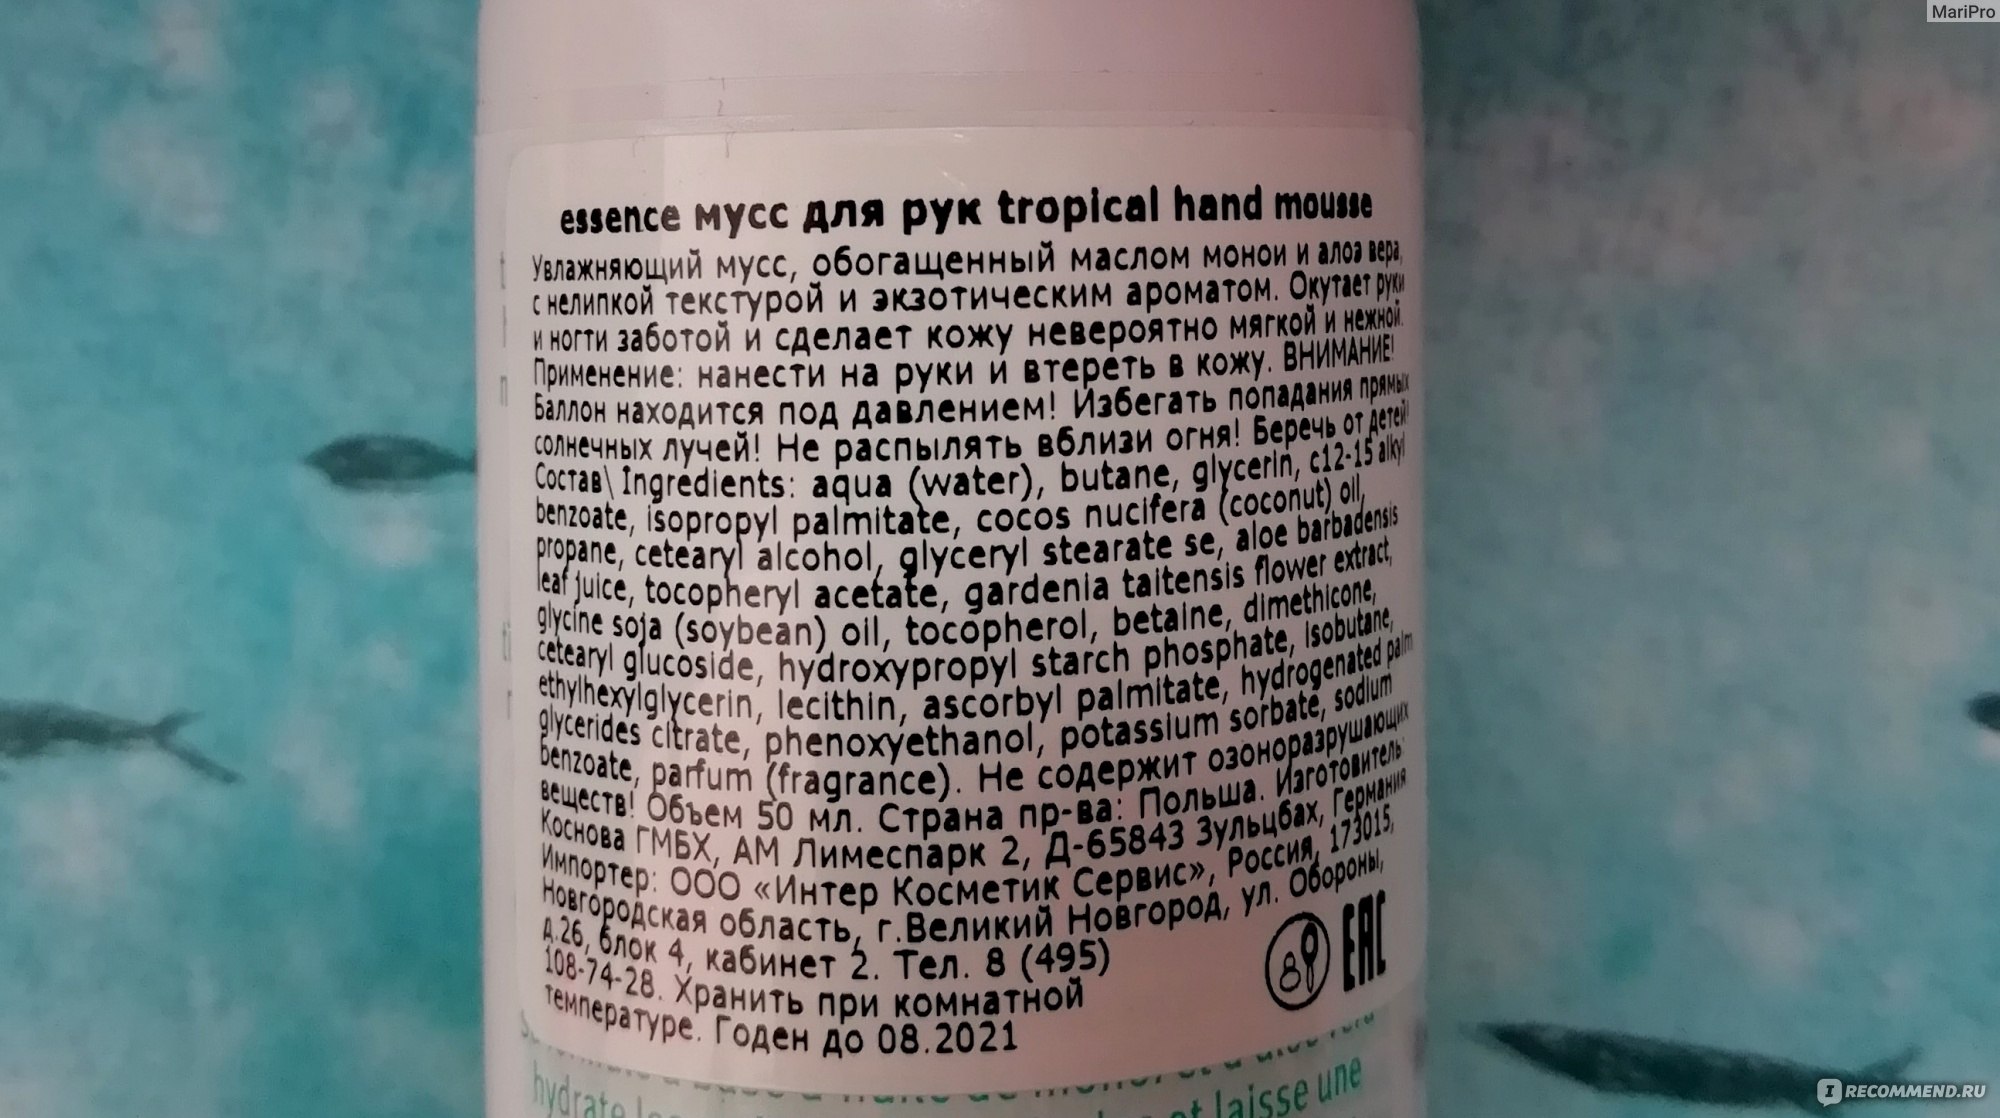 MariPro
essence мусс для рук tropical hand mousse
Увлажняющий мусс, обогащенный маслом монои и алоэ вера,
с нелипкой текстурой и экзотическим ароматом. Окутает руки
и ногти заботой и сделает кожу невероятно мягкой и нежной.
Применение: нанести на руки и втереть в кожу. ВНИМАНИЕ!
Баллон находится под давлением! Избегать попадания прямых
солнечных лучей! Не распылять вблизи огня! Беречь от детей!
Состав\ Ingredients: aqua (water), butane, glycerin, c12-15 alkyl
benzoate, isopropyl palmitate, cocos nucifera (coconut) oil,
propane, cetearyl alcohol, glyceryl stearate se, aloe barbadensis
leaf juice, tocopheryl acetate, gardenia taitensis flower extract,
glycine soja (soybean) oil, tocopherol, betaine, dimethicone,
cetearyl glucoside, hydroxypropyl starch phosphate, isobutane,
ethylhexylglycerin, lecithin, ascorbyl palmitate, hydrogenated palm
glycerides citrate, phenoxyethanol, potassium sorbate, sodium
benzoate, parfum (fragrance). Не содержит озоноразрушающих
веществ! Объем 50 мл. Страна пр-ва: Польша. Изготовитель:
Коснова ГМБХ, АМ Лимеспарк 2, Д-65843 Зульцбах, Германия
Импортер: ООО «Интер Косметик Сервис», Россия, 173015,
Новгородская область, г.Великий Новгород, ул. Обороны,
д.26, блок 4, кабинет 2. Тел. 8 (495)
108-74-28. Хранить при комнатной
температуре. Годен до 08.2021
EAC
hydrate et laisse une
IRECOMMEND.RU